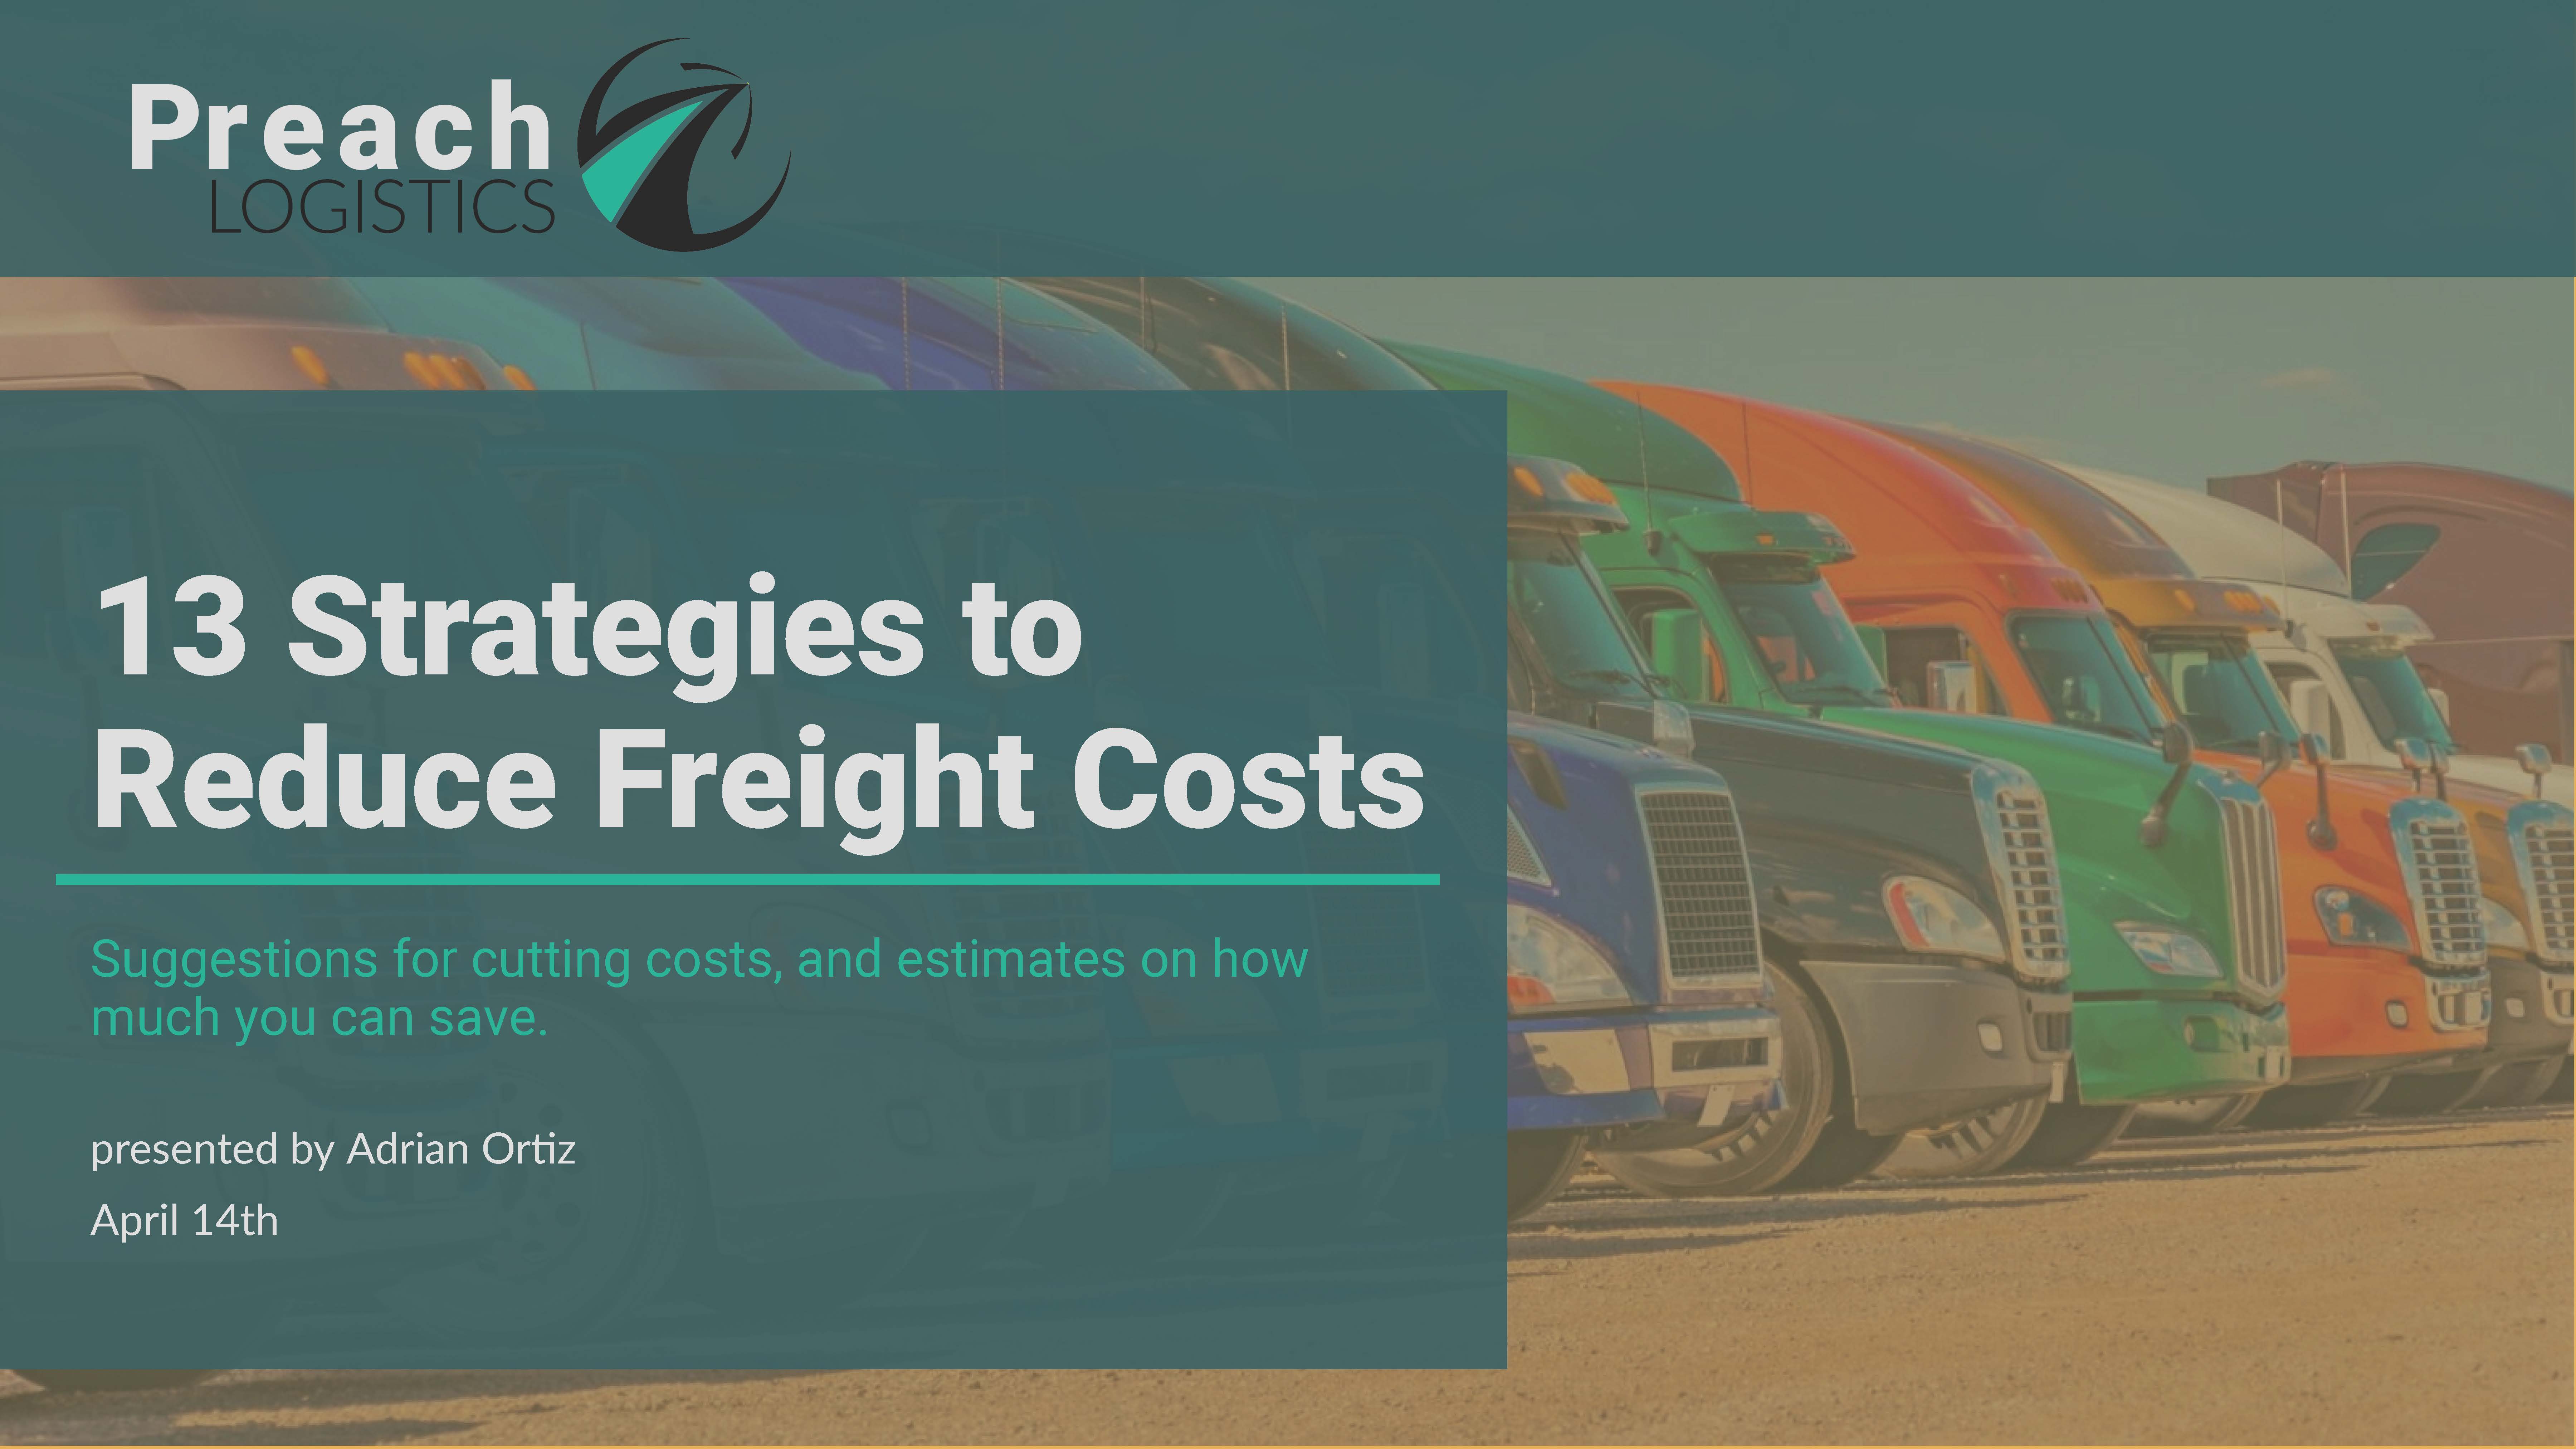 Preach
LOGISTICS
13 Strategies to
Reduce Freight Costs
Suggestions for cutting costs, and estimates on how
much you can save.
presented by Adrian Ortiz
April 14th